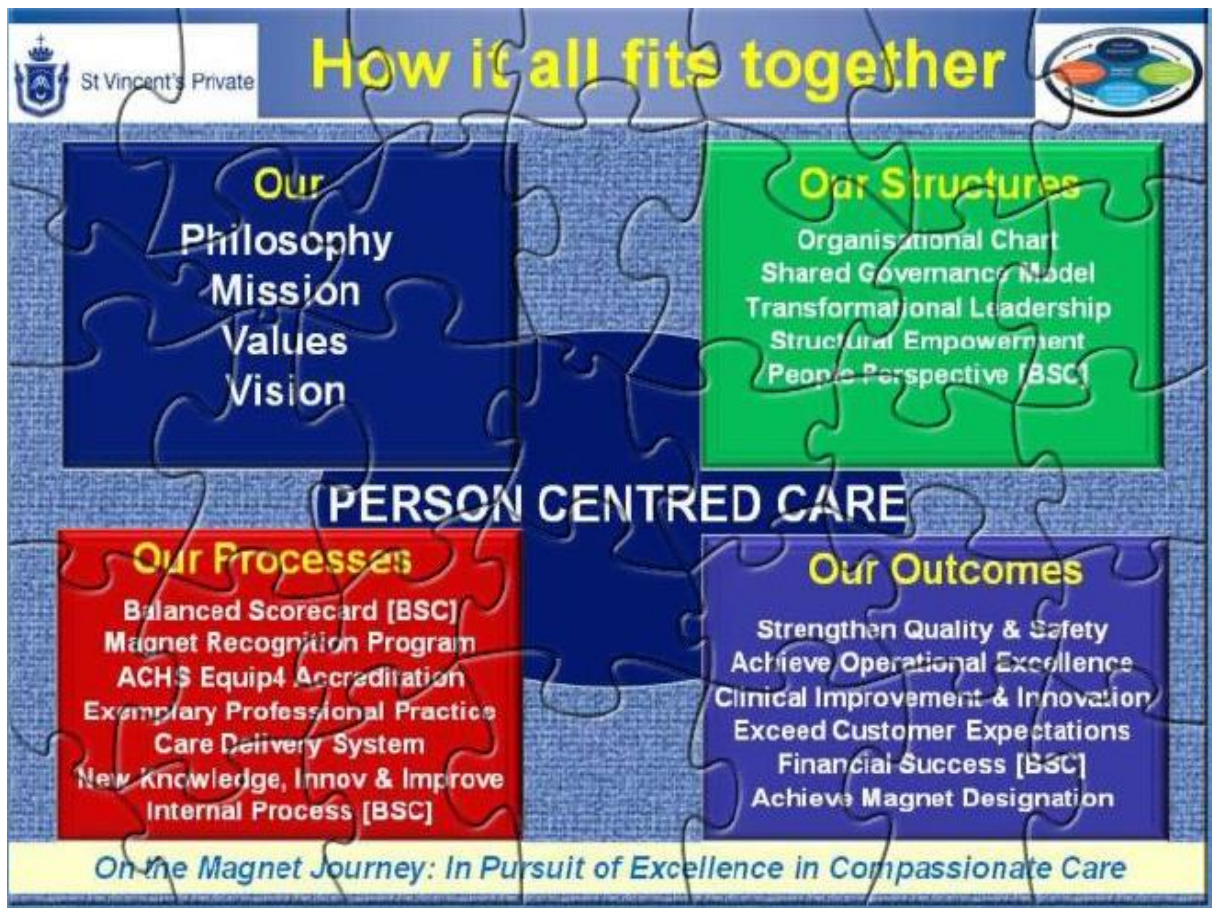 St Vincent's Private
How it all fits together
Our
Philosophy
Mission
Values
Vision
Our Structures
Organisational Chart
Shared Governance Model
Transformational Leadership
Structural Empowerment
People Perspective [BSC]
PERSON CENTRED CARE
Our Processes
Balanced Scorecard [BSC]
Magnet Recognition Program
ACHS Equip4 Accreditation
Exemplary Professional Practice
Care Delivery System
New Knowledge, Innov & Improve
Internal Process [BSC]
Our Outcomes
Strengthen Quality & Safety
Achieve Operational Excellence
Clinical Improvement & Innovation
Exceed Customer Expectations
Financial Success [BSC]
Achieve Magnet Designation
On the Magnet Journey: In Pursuit of Excellence in Compassionate Care